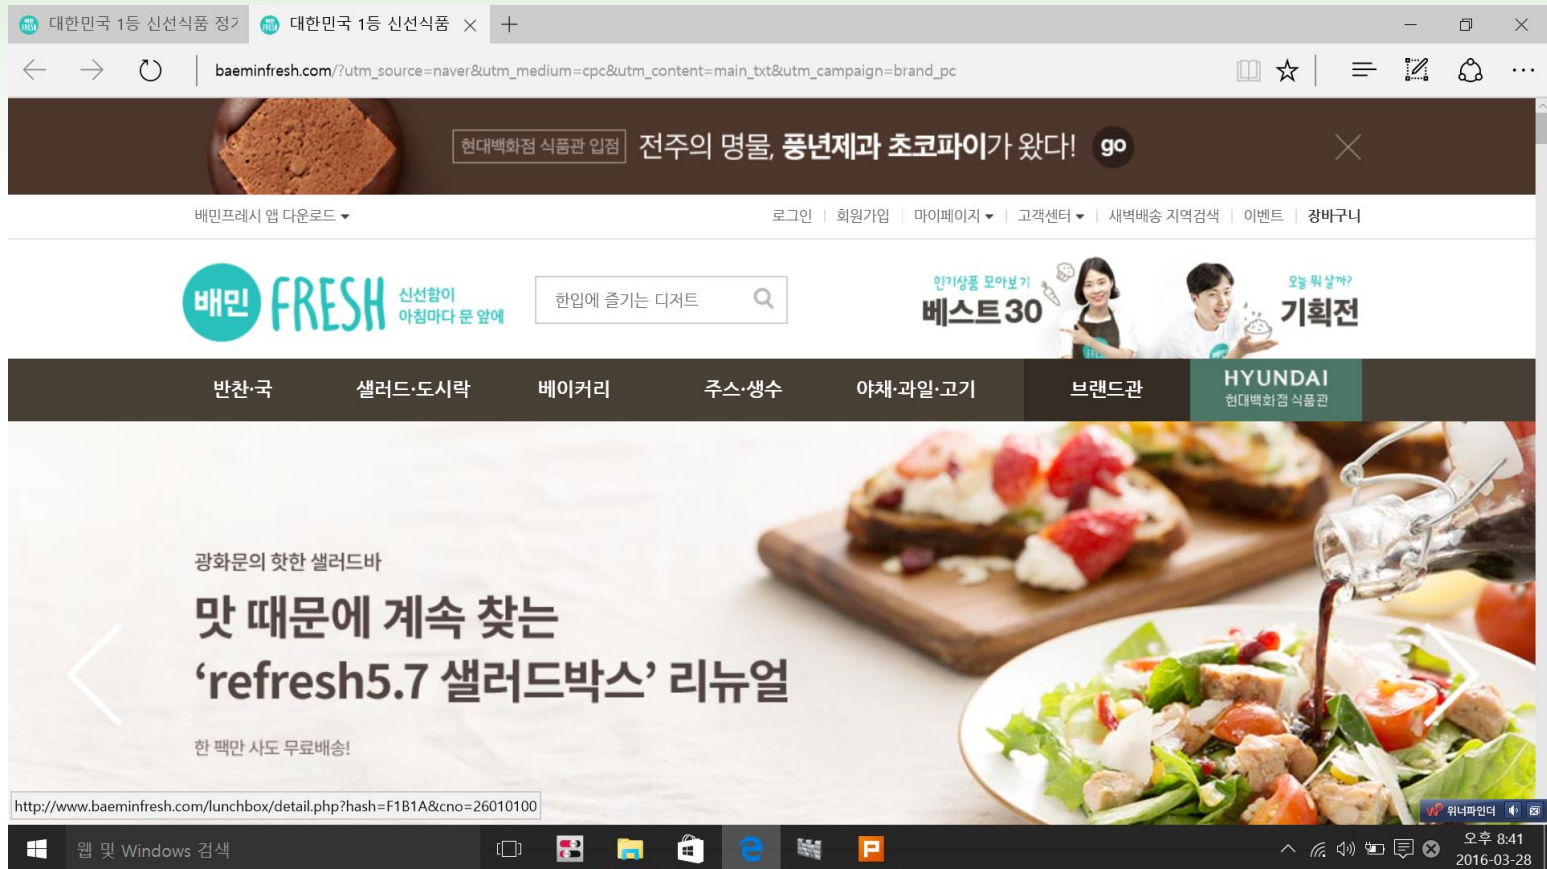 대한민국 1등 신선식품 정기
대한민국 1등 신선식품
baeminfresh.com/?utm_source=naver&utm_medium=cpc&utm_content=main_txt&utm_campaign=brand_pc
현대백화점 식품관 입점 전주의 명물, 풍년제과 초코파이가 왔다! go
배민프레시 앱 다운로드 로그인 회원가입 마이페이지 고객센터 새벽배송 지역검색 이벤트 장바구니
배민 FRESH
신선함이
아침마다 문 앞에
한입에 즐기는 디저트
인기상품 모아보기
베스트 30
오늘 뭐 살까?
기획전
반찬·국 샐러드·도시락 베이커리 주스·생수 야채·과일·고기 브랜드관
HYUNDAI
현대백화점 식품관
광화문의 핫한 샐러드바
맛 때문에 계속 찾는
‘refresh5.7 샐러드박스’ 리뉴얼
한 팩만 사도 무료배송!
http://www.baeminfresh.com/lunchbox/detail.php?hash=F1B1A&cno=26010100
위너파인더
웹 및 Windows 검색
오후 8:41
2016-03-28